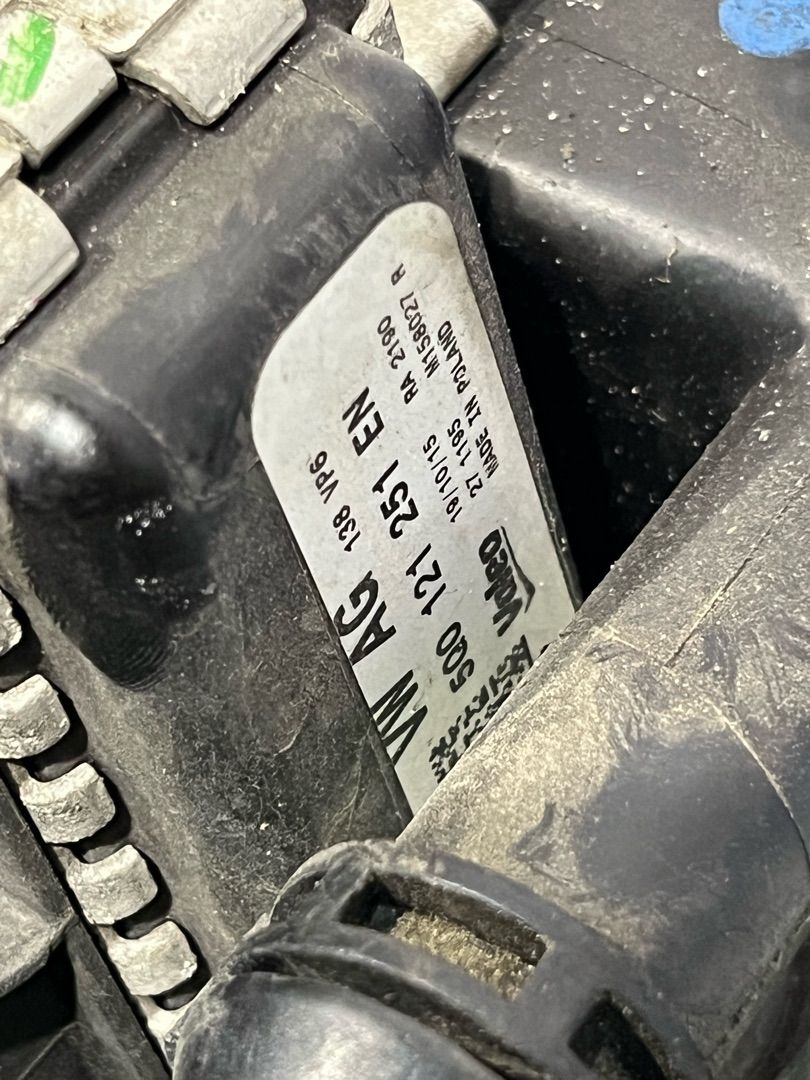 VW AG 138 VP6
5Q0 121 251 EN
19/10/15 RA 2190
Valeo 27 1195 M158027 R
MADE IN POLAND